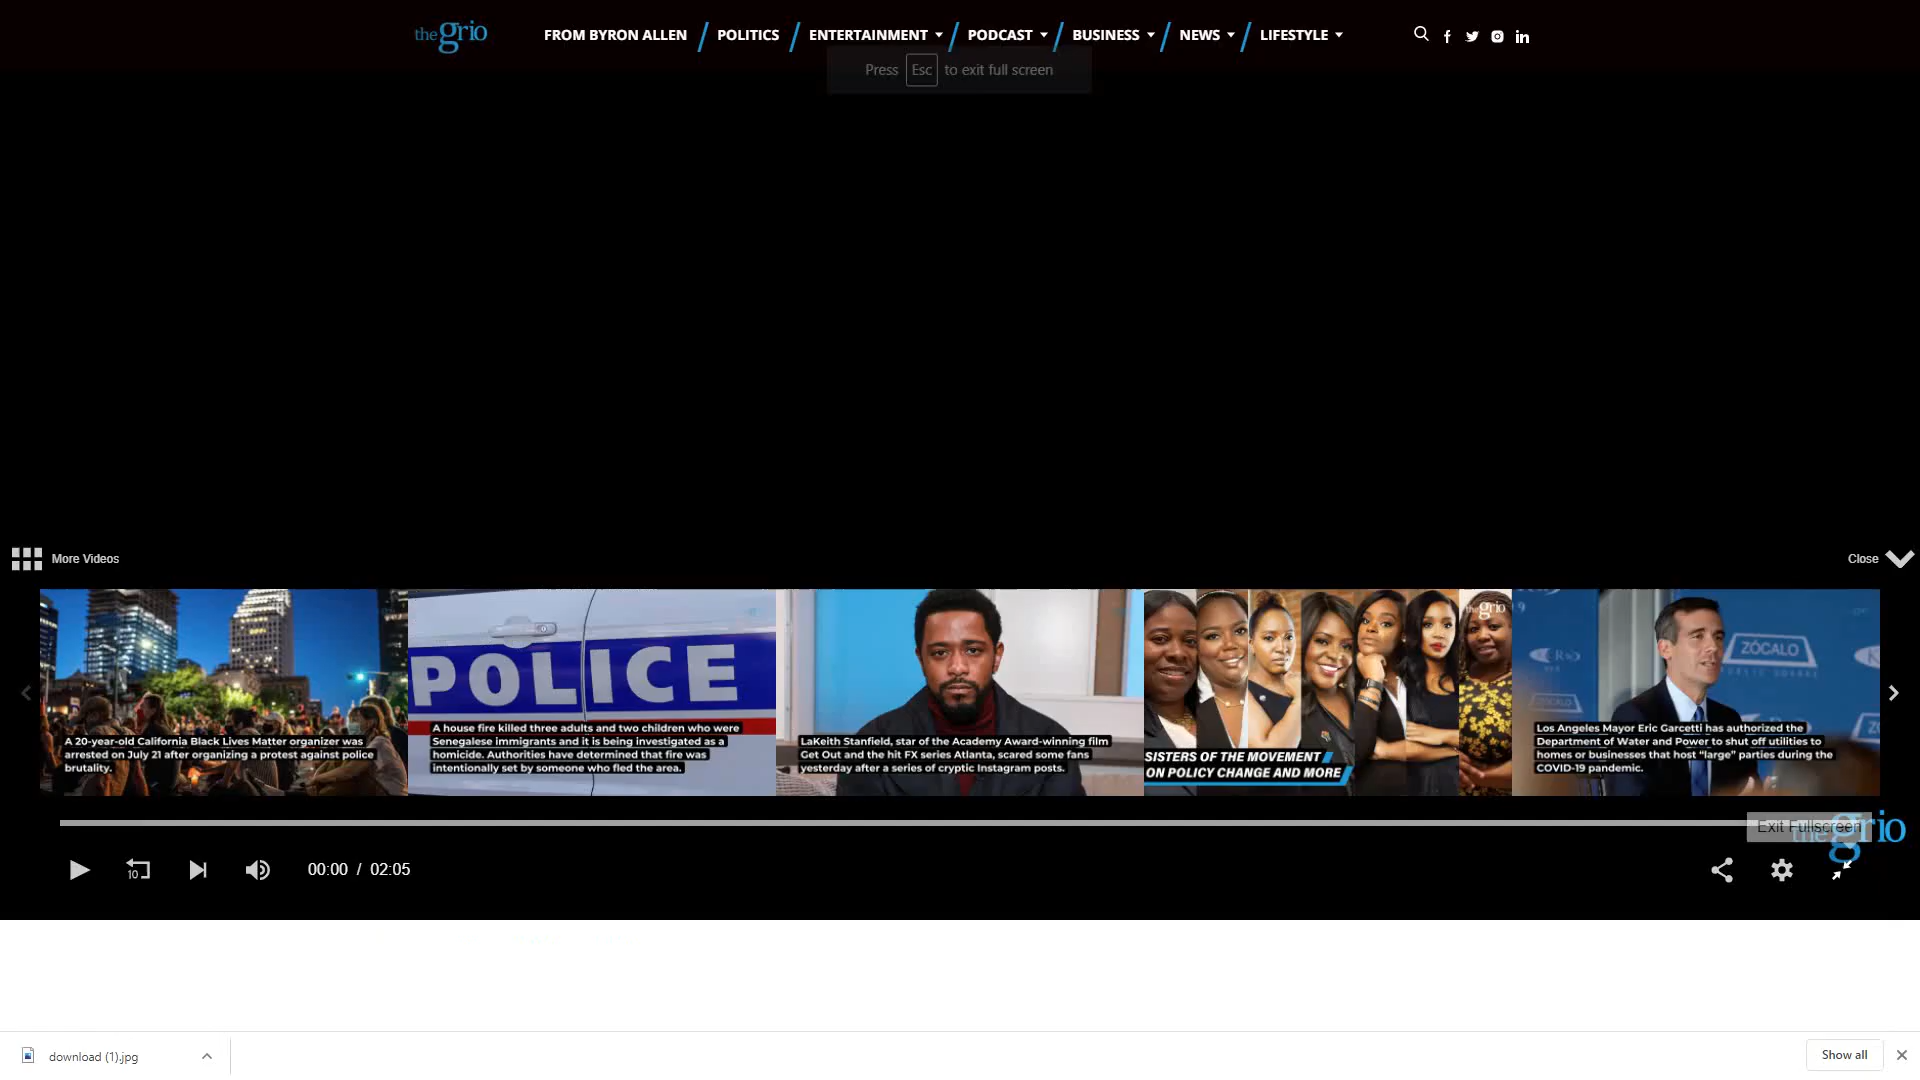 thegrio
FROM BYRON ALLEN
POLITICS
ENTERTAINMENT
PODCAST
BUSINESS
NEWS
LIFESTYLE
Press Esc to exit full screen
More Videos
Close
A 20-year-old California Black Lives Matter organizer was
arrested on July 21 after organizing a protest against police
brutality.
POLICE
A house fire killed three adults and two children who were
Senegalese immigrants and it is being investigated as a
homicide. Authorities have determined that fire was
intentionally set by someone who fled the area.
LaKeith Stanfield, star of the Academy Award-winning film
Get Out and the hit FX series Atlanta, scared some fans
yesterday after a series of cryptic Instagram posts.
thegrio
SISTERS OF THE MOVEMENT
ON POLICY CHANGE AND MORE
ZÓCALO
PUBLIC SQUARE
Los Angeles Mayor Eric Garcetti has authorized the
Department of Water and Power to shut off utilities to
homes or businesses that host "large" parties during the
COVID-19 pandemic.
Exit Fullscreen
thegrio
10
00:00 / 02:05
download (1).jpg
Show all